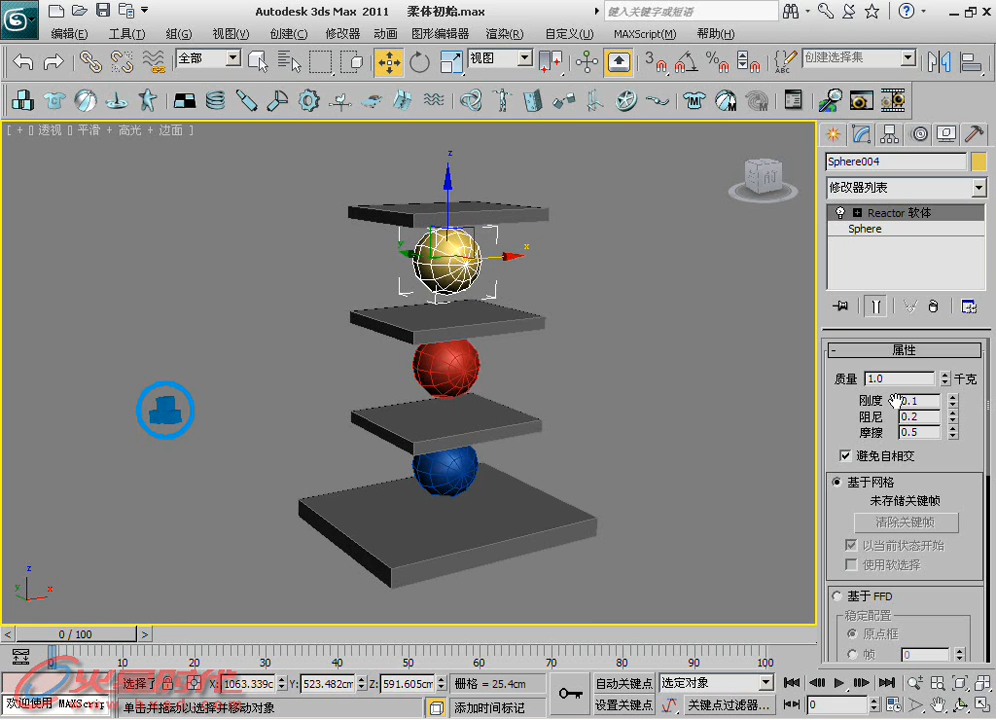 Autodesk 3ds Max 2011 柔体初始.max
键入关键字或短语
编辑(E) 工具(T) 组(G) 视图(V) 创建(C) 修改器 动画 图形编辑器 渲染(R) 自定义(U) MAXScript(M) 帮助(H)
全部
视图
3
ABC
创建选择集
[ + [] 透视 [] 平滑 + 高光 + 边面 ]
Sphere004
修改器列表
Reactor 软体
Sphere
z
y
x
属性
质量 1.0 千克
刚度 0.1
阻尼 0.2
摩擦 0.5
避免自相交
基于网格
未存储关键帧
清除关键帧
以当前状态开始
使用软选择
基于 FFD
稳定配置
原点框
帧 0
z
y
x
< 0 / 100 >
0 10 20 30 40 50 60 70 80 90 100
选择了 X: 1063.339c Y: 523.482cm Z: 591.605cm 栅格 = 25.4cm 自动关键点 选定对象
欢迎使用 MAXScrip 单击并拖动以选择并移动对象 添加时间标记 设置关键点 关键点过滤器... 0